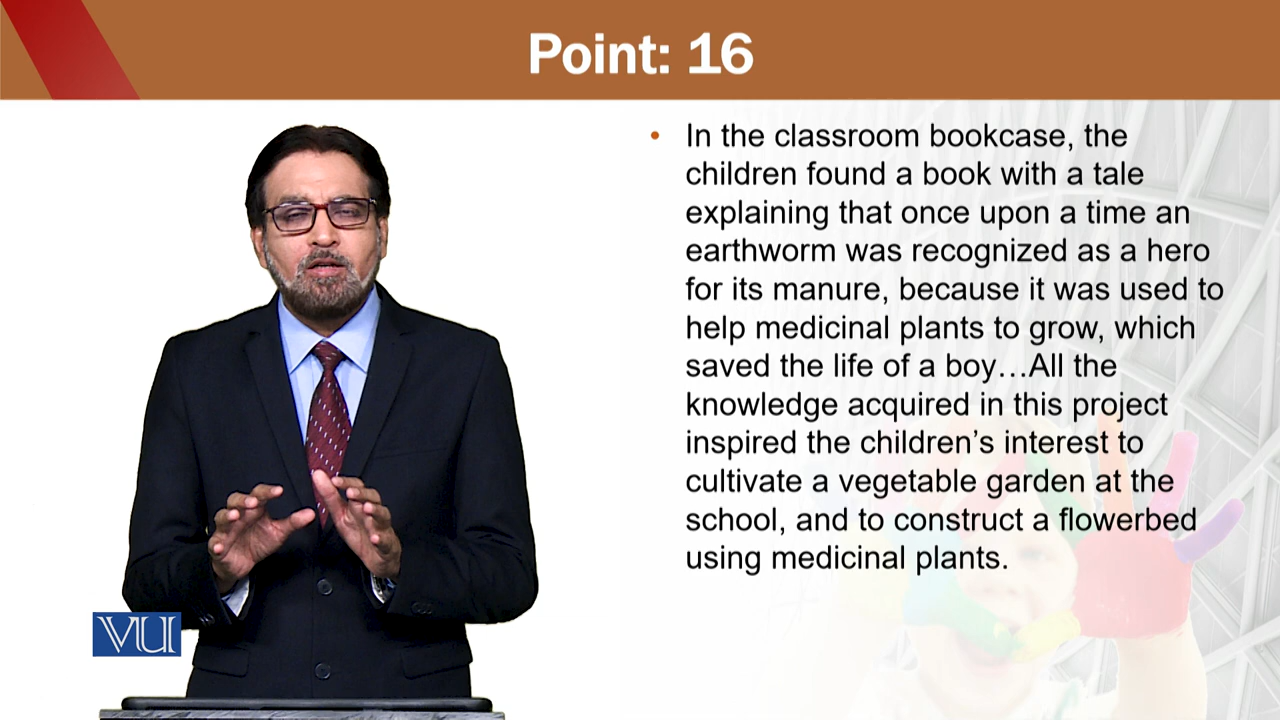 Point: 16
• In the classroom bookcase, the
children found a book with a tale
explaining that once upon a time an
earthworm was recognized as a hero
for its manure, because it was used to
help medicinal plants to grow, which
saved the life of a boy…All the
knowledge acquired in this project
inspired the children’s interest to
cultivate a vegetable garden at the
school, and to construct a flowerbed
using medicinal plants.
VU